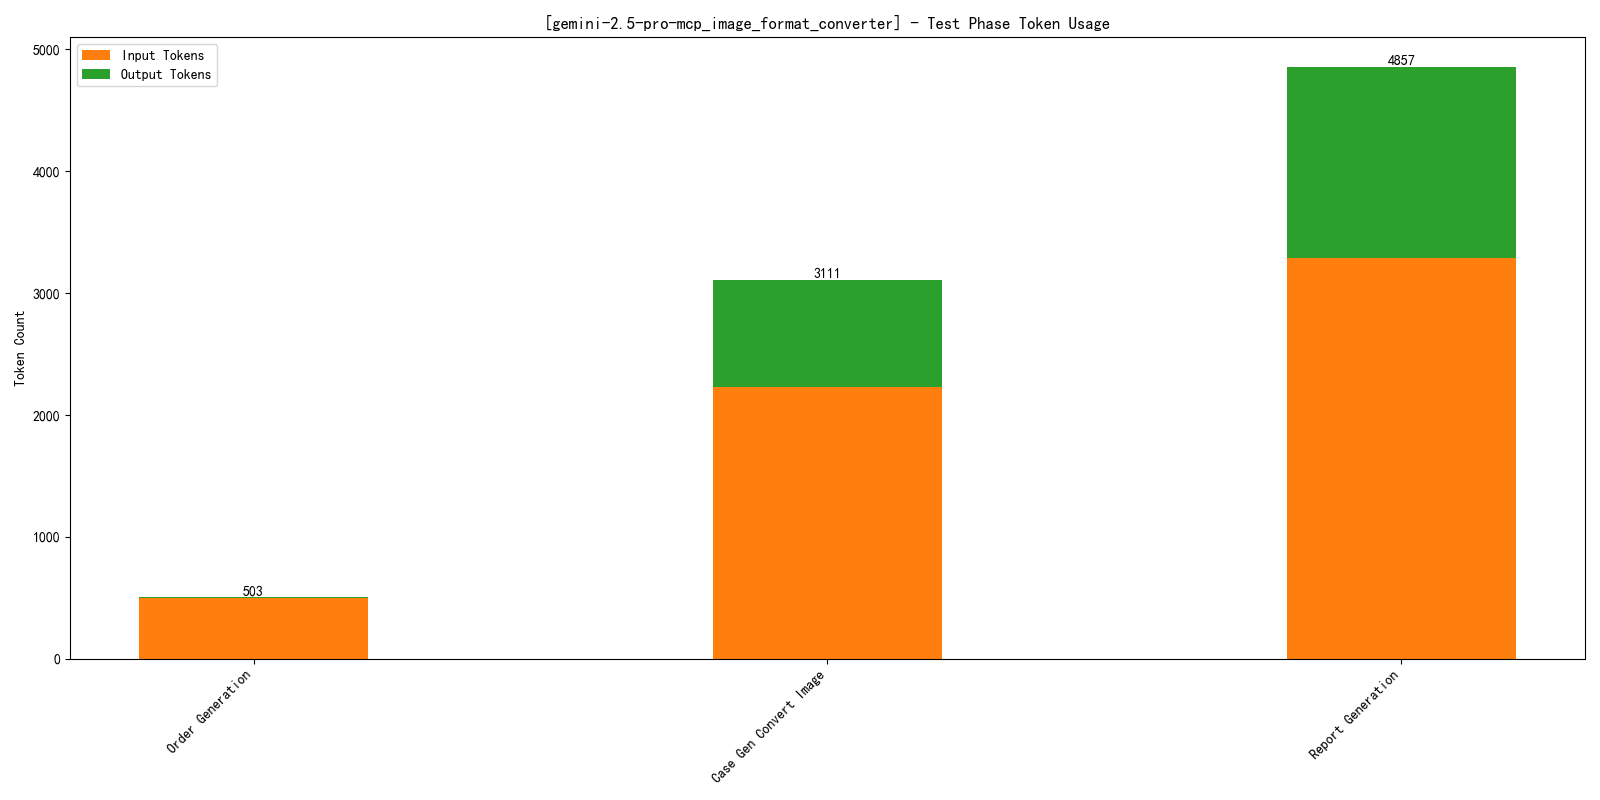 [gemini-2.5-pro-mcp_image_format_converter] - Test Phase Token Usage
Input Tokens
Output Tokens
Token Count
5000
4000
3000
2000
1000
0
503
3111
4857
Order Generation
Case Gen Convert Image
Report Generation